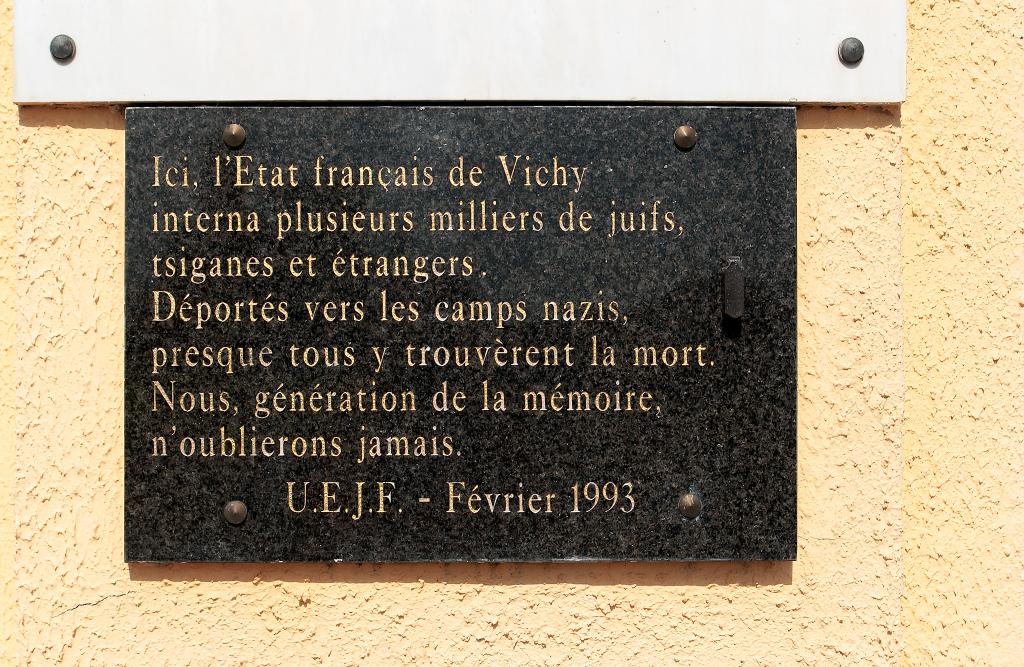 Ici, l'Etat français de Vichy
interna plusieurs milliers de juifs,
tsiganes et étrangers.
Déportés vers les camps nazis,
presque tous y trouvèrent la mort.
Nous, génération de la mémoire,
n'oublierons jamais.
U.E.J.F. - Février 1993